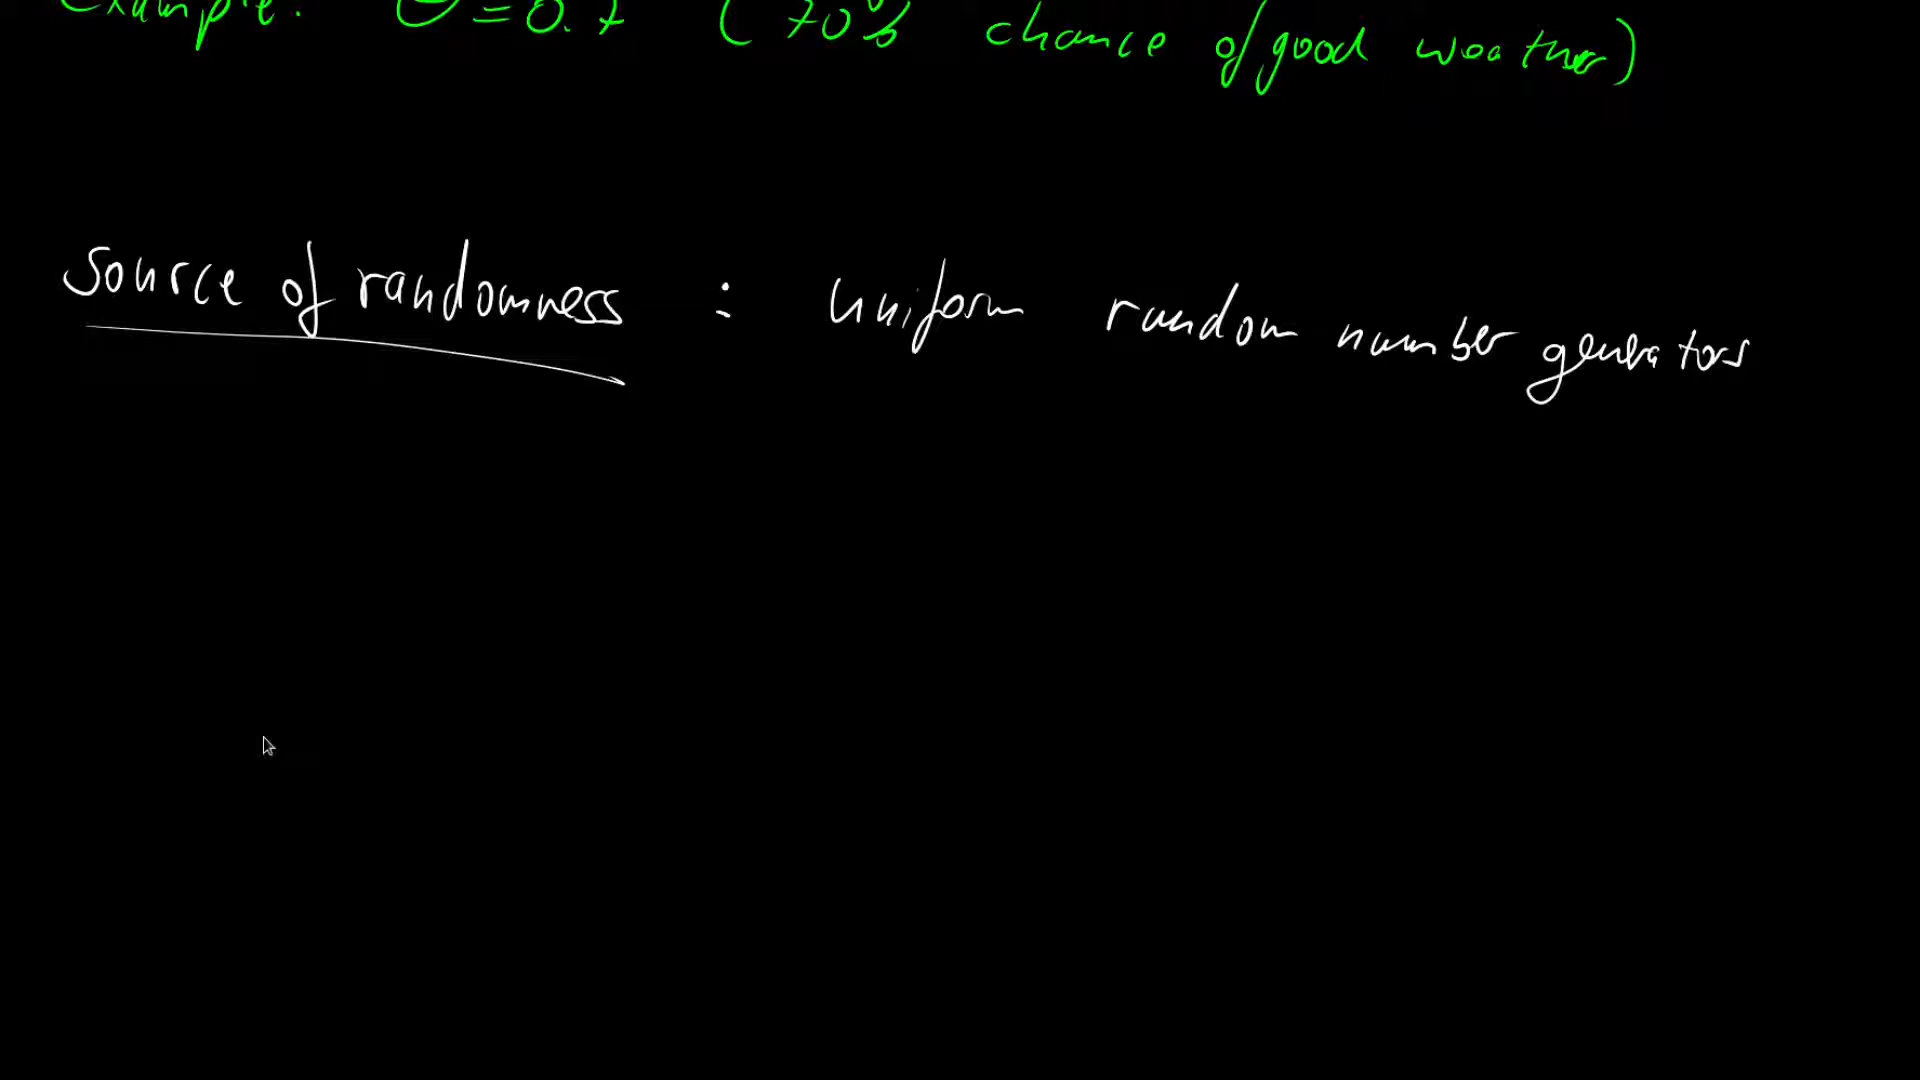 Example: Θ = 0.7 (70% chance of good weather)
source of randomness : uniform random number generators